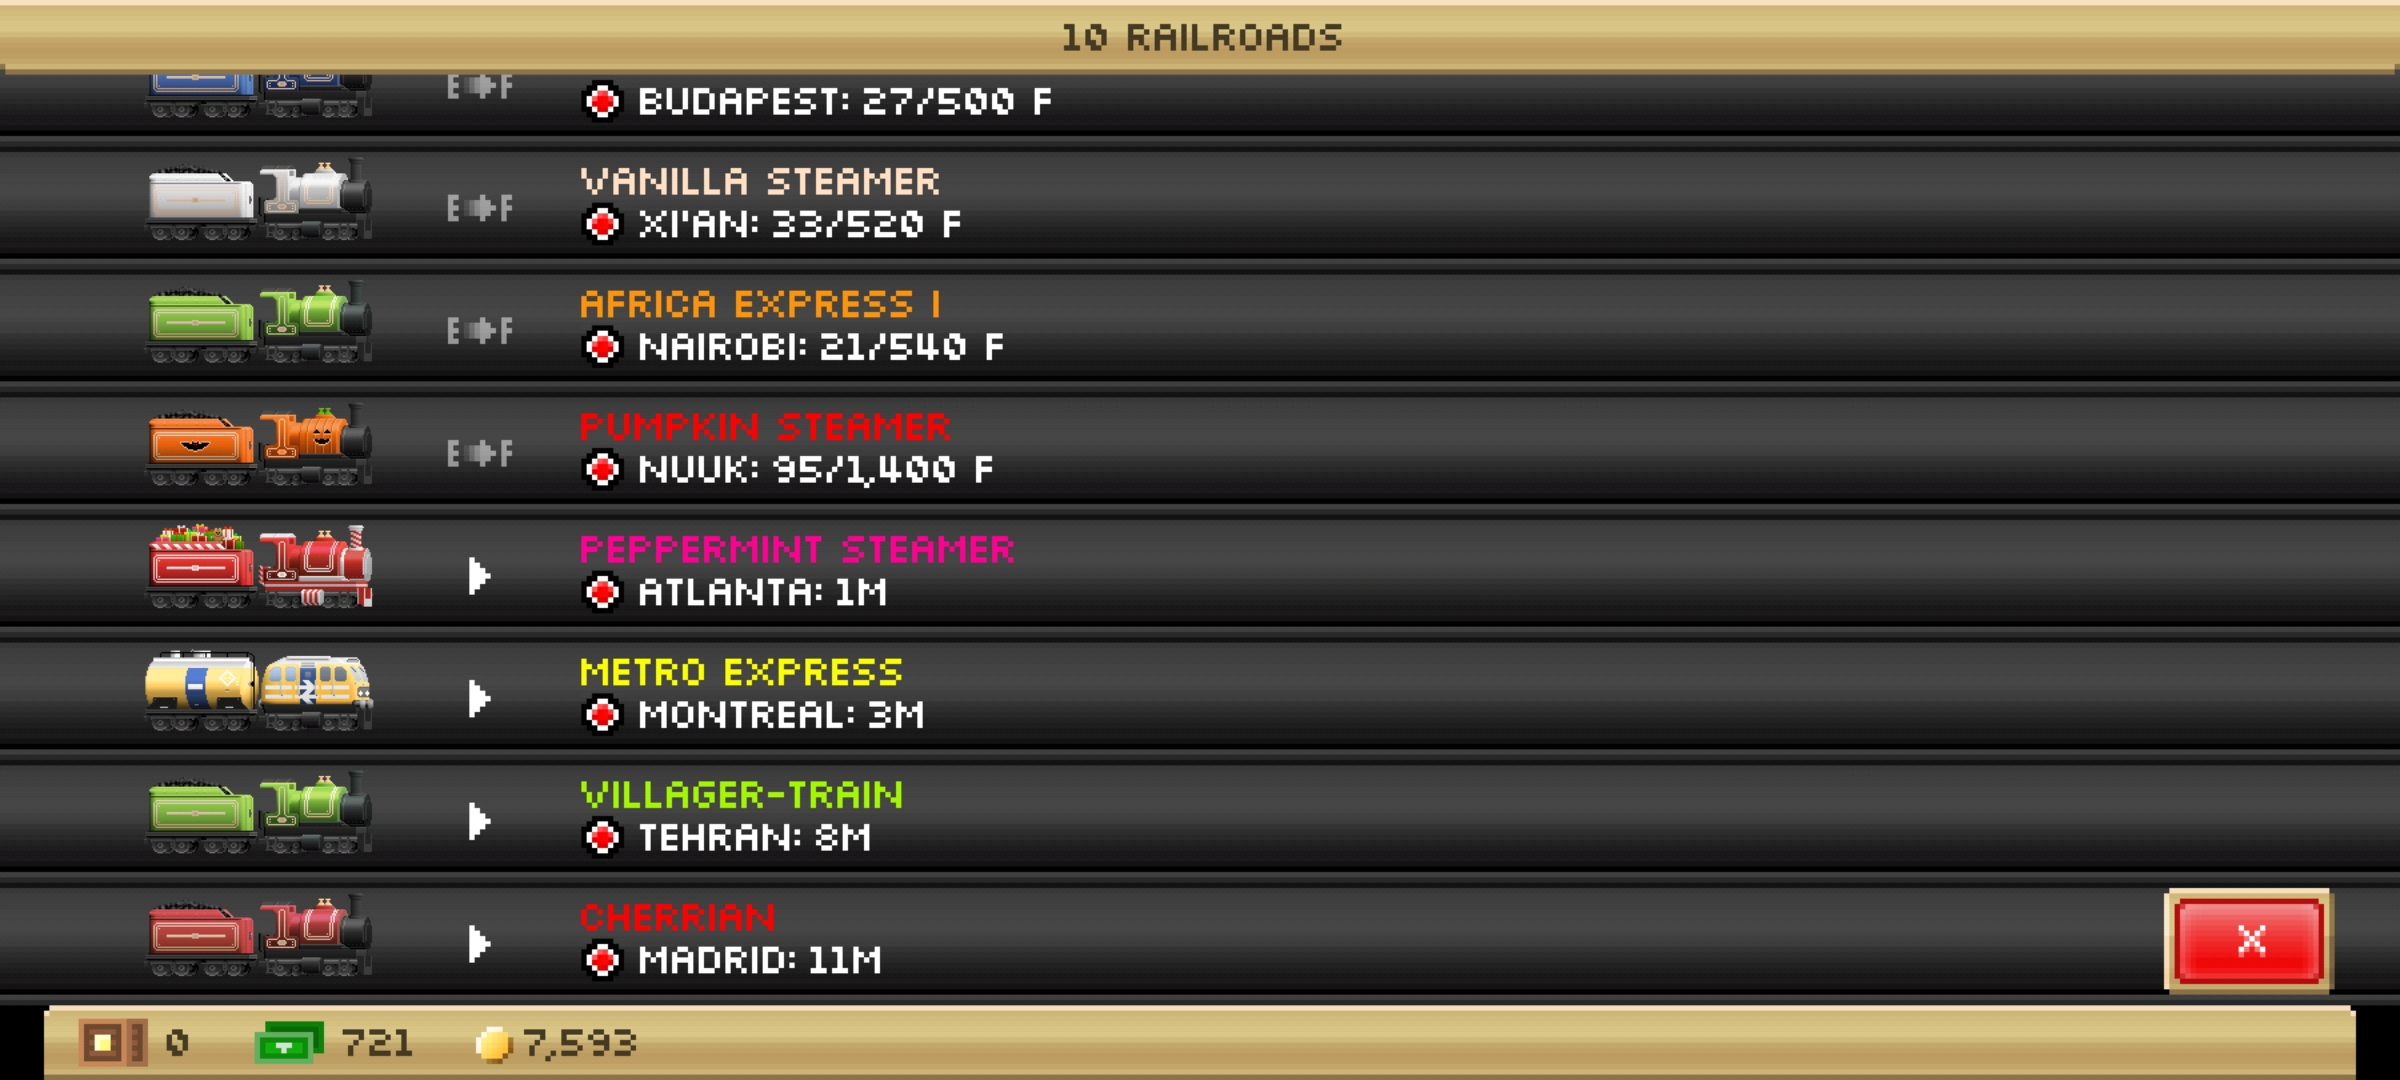 10 RAILROADS
E F
BUDAPEST: 27/500 F
VANILLA STEAMER
E F
XI'AN: 33/520 F
AFRICA EXPRESS I
E F
NAIROBI: 21/540 F
PUMPKIN STEAMER
E F
NUUK: 95/1,400 F
PEPPERMINT STEAMER
ATLANTA: 1M
METRO EXPRESS
MONTREAL: 3M
VILLAGER-TRAIN
TEHRAN: 8M
CHERRIAN
MADRID: 11M
X
0 721 7,593